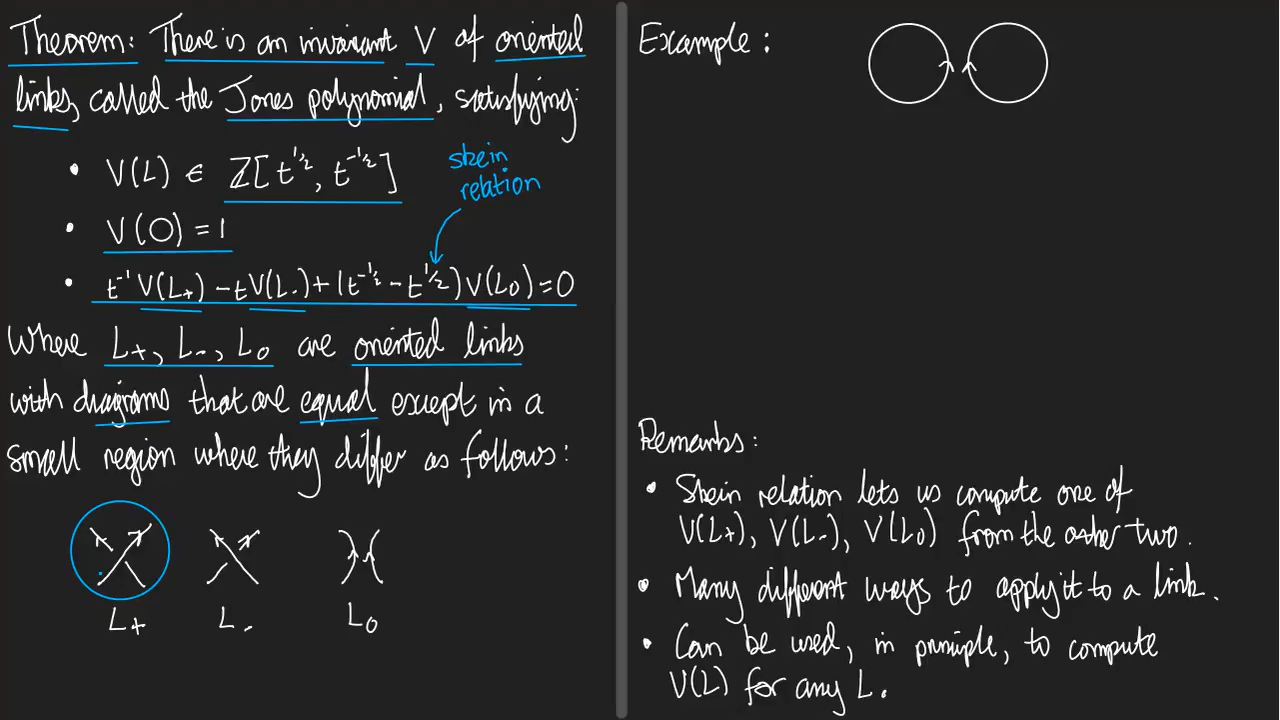 Theorem: There is an invariant V of oriented
links, called the Jones polynomial, satisfying:
• V(L) ∈ Z[t^{1/2}, t^{-1/2}]
skein
relation
• V(O) = 1
• t^{-1}V(L+) - tV(L-) + (t^{-1/2} - t^{1/2})V(L0) = 0
Where L+, L-, L0 are oriented links
with diagrams that are equal except in a
small region where they differ as follows:
L+ L- L0
Example:
Remarks:
• Skein relation lets us compute one of
V(L+), V(L-), V(L0) from the other two.
• Many different ways to apply it to a link.
• Can be used, in principle, to compute
V(L) for any L.